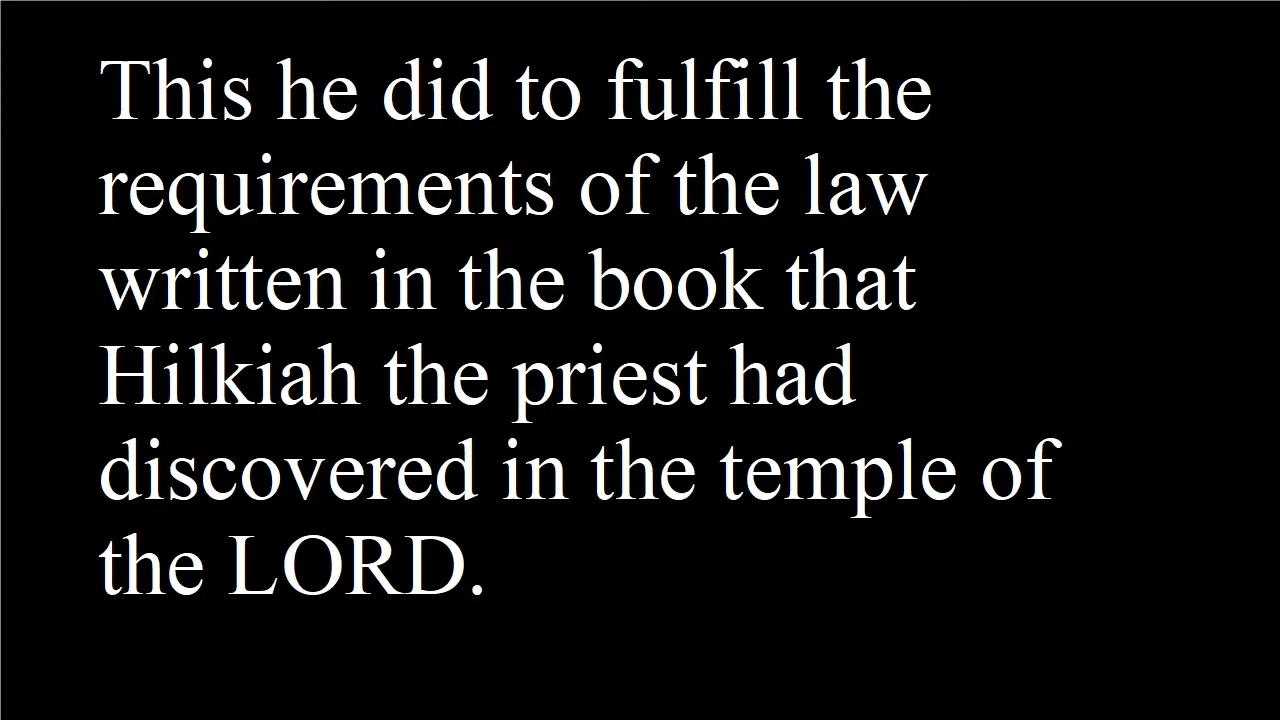 This he did to fulfill the
requirements of the law
written in the book that
Hilkiah the priest had
discovered in the temple of
the LORD.